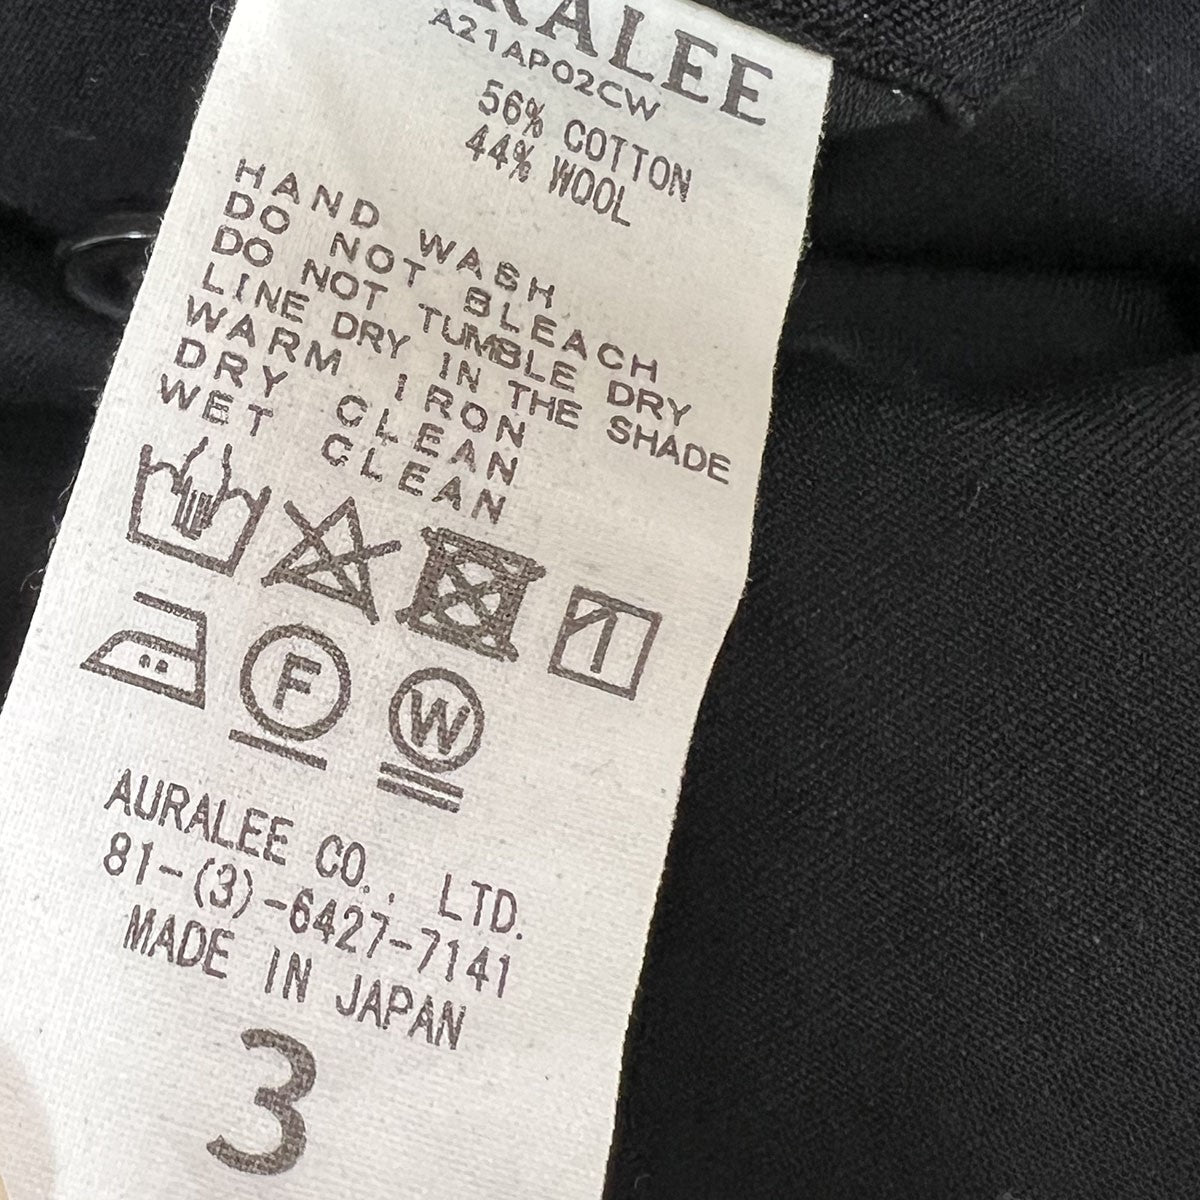 AURALEE
A21AP02CW
56% COTTON
44% WOOL
HAND WASH
DO NOT BLEACH
DO NOT TUMBLE DRY
LINE DRY IN THE SHADE
WARM IRON
DRY CLEAN
WET CLEAN
F
W
AURALEE CO., LTD.
81-(3)-6427-7141
MADE IN JAPAN
3